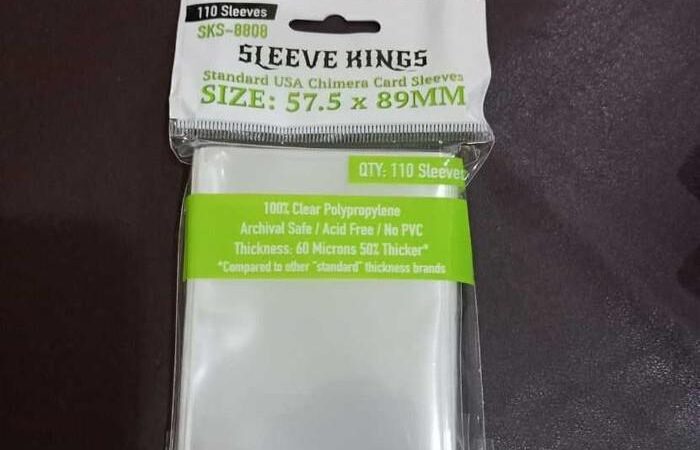 110 Sleeves
SKS-8808
SLEEVE KINGS
Standard USA Chimera Card Sleeves
SIZE: 57.5 x 89MM
QTY: 110 Sleeves
100% Clear Polypropylene
Archival Safe / Acid Free / No PVC
Thickness: 60 Microns 50% Thicker*
*Compared to other "standard" thickness brands